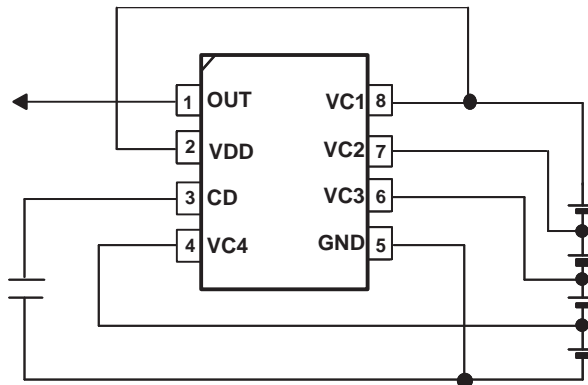 1 OUT VC1 8
2 VDD VC2 7
3 CD VC3 6
4 VC4 GND 5